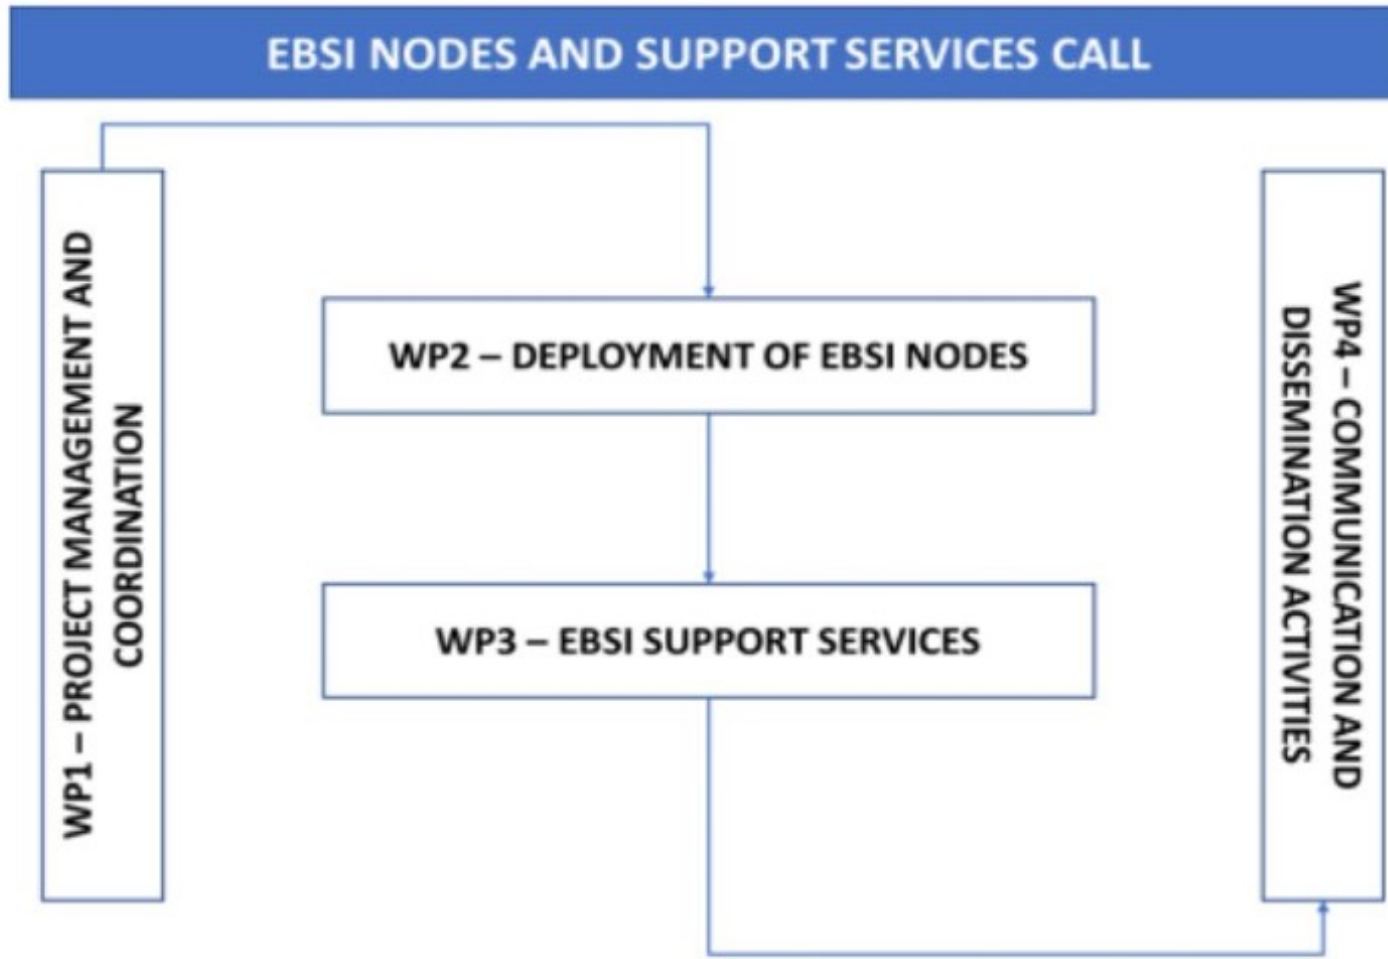 EBSI NODES AND SUPPORT SERVICES CALL
WP1 – PROJECT MANAGEMENT AND
COORDINATION
WP2 – DEPLOYMENT OF EBSI NODES
WP3 – EBSI SUPPORT SERVICES
WP4 – COMMUNICATION AND
DISSEMINATION ACTIVITIES